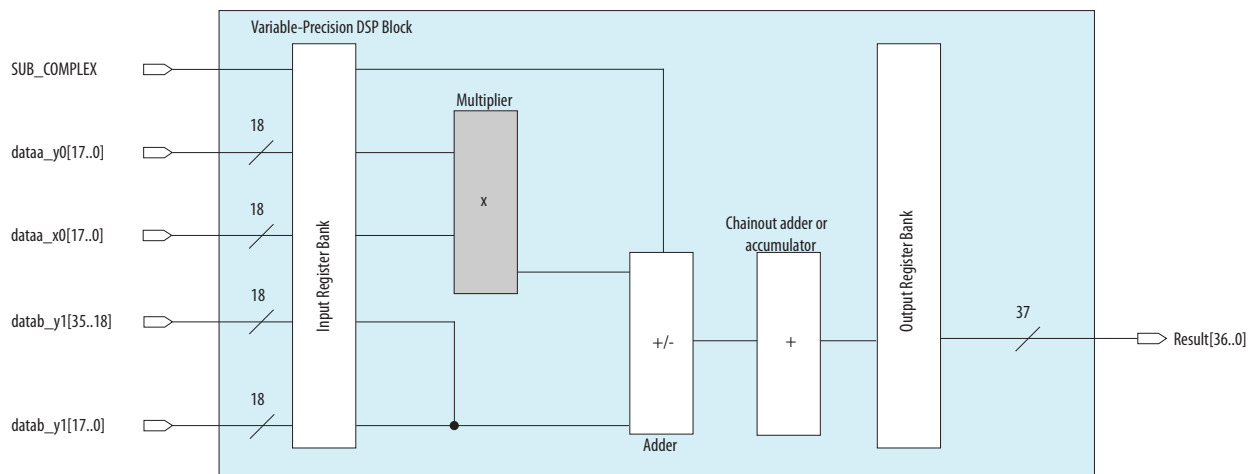 Variable-Precision DSP Block
SUB_COMPLEX
Multiplier
18
dataa_y0[17..0]
x
18
dataa_x0[17..0]
Input Register Bank
Chainout adder or
accumulator
Output Register Bank
18
datab_y1[35..18]
37
+/-
+
Result[36..0]
18
datab_y1[17..0]
Adder